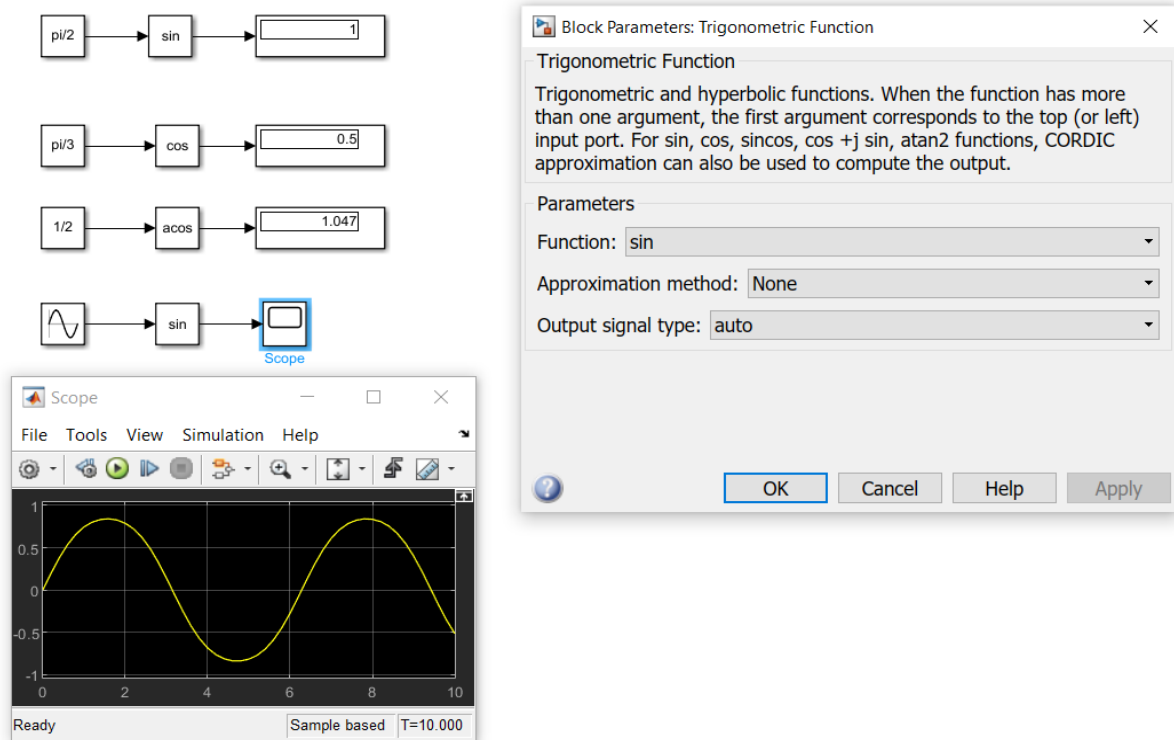 pi/2
sin
1
pi/3
cos
0.5
1/2
acos
1.047
sin
Scope
Scope
File Tools View Simulation Help
1
0.5
0
-0.5
-1
0 2 4 6 8 10
Ready Sample based T=10.000
Block Parameters: Trigonometric Function
Trigonometric Function
Trigonometric and hyperbolic functions. When the function has more
than one argument, the first argument corresponds to the top (or left)
input port. For sin, cos, sincos, cos +j sin, atan2 functions, CORDIC
approximation can also be used to compute the output.
Parameters
Function: sin
Approximation method: None
Output signal type: auto
OK Cancel Help Apply